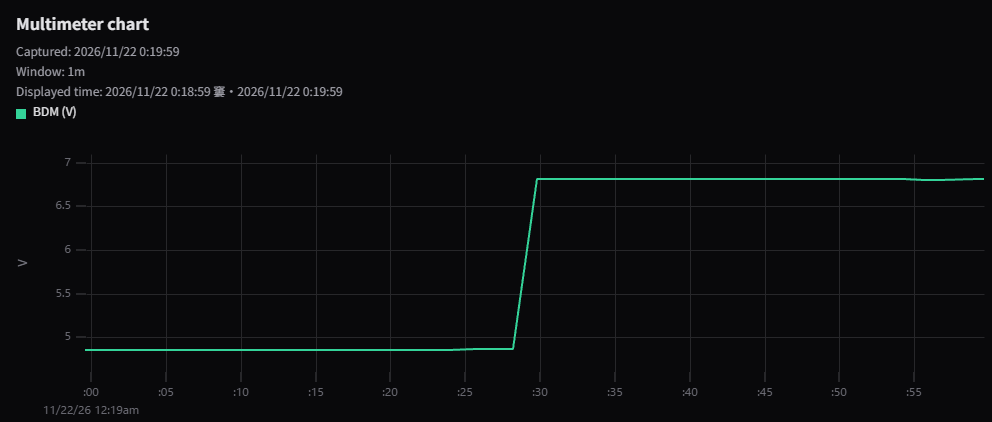 Multimeter chart
Captured: 2026/11/22 0:19:59
Window: 1m
Displayed time: 2026/11/22 0:18:59 ・2026/11/22 0:19:59
BDM (V)
7
6.5
6
5.5
5
V
:00 :05 :10 :15 :20 :25 :30 :35 :40 :45 :50 :55
11/22/26 12:19am